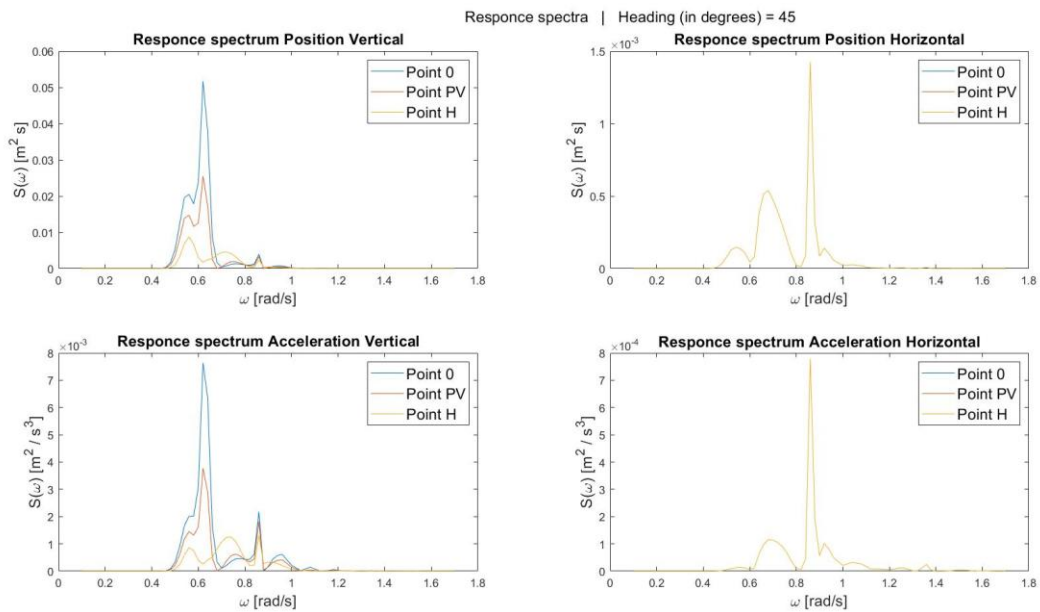 Responce spectra | Heading (in degrees) = 45
Responce spectrum Position Vertical
0.06
0.05
0.04
0.03
0.02
0.01
0
S(ω) [m² s]
Point 0
Point PV
Point H
0 0.2 0.4 0.6 0.8 1 1.2 1.4 1.6 1.8
ω [rad/s]
Responce spectrum Position Horizontal
×10⁻³
1.5
1
0.5
0
S(ω) [m² s]
Point 0
Point PV
Point H
0 0.2 0.4 0.6 0.8 1 1.2 1.4 1.6 1.8
ω [rad/s]
Responce spectrum Acceleration Vertical
×10⁻³
8
7
6
5
4
3
2
1
0
S(ω) [m² / s³]
Point 0
Point PV
Point H
0 0.2 0.4 0.6 0.8 1 1.2 1.4 1.6 1.8
ω [rad/s]
Responce spectrum Acceleration Horizontal
×10⁻⁴
8
7
6
5
4
3
2
1
0
S(ω) [m² / s³]
Point 0
Point PV
Point H
0 0.2 0.4 0.6 0.8 1 1.2 1.4 1.6 1.8
ω [rad/s]